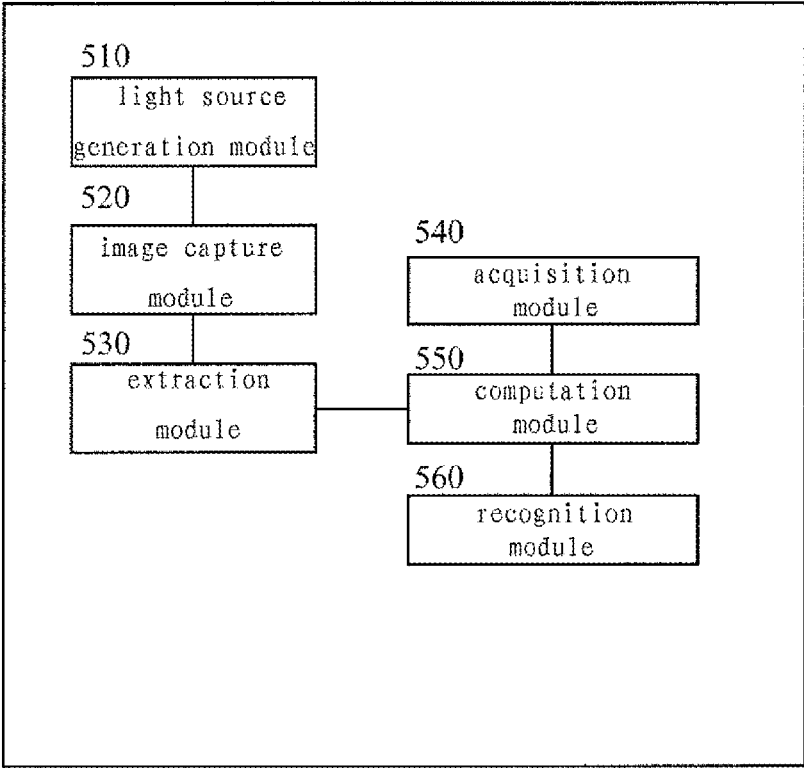 510
light source
generation module
520
image capture
module
530
extraction
module
540
acquisition
module
550
computation
module
560
recognition
module